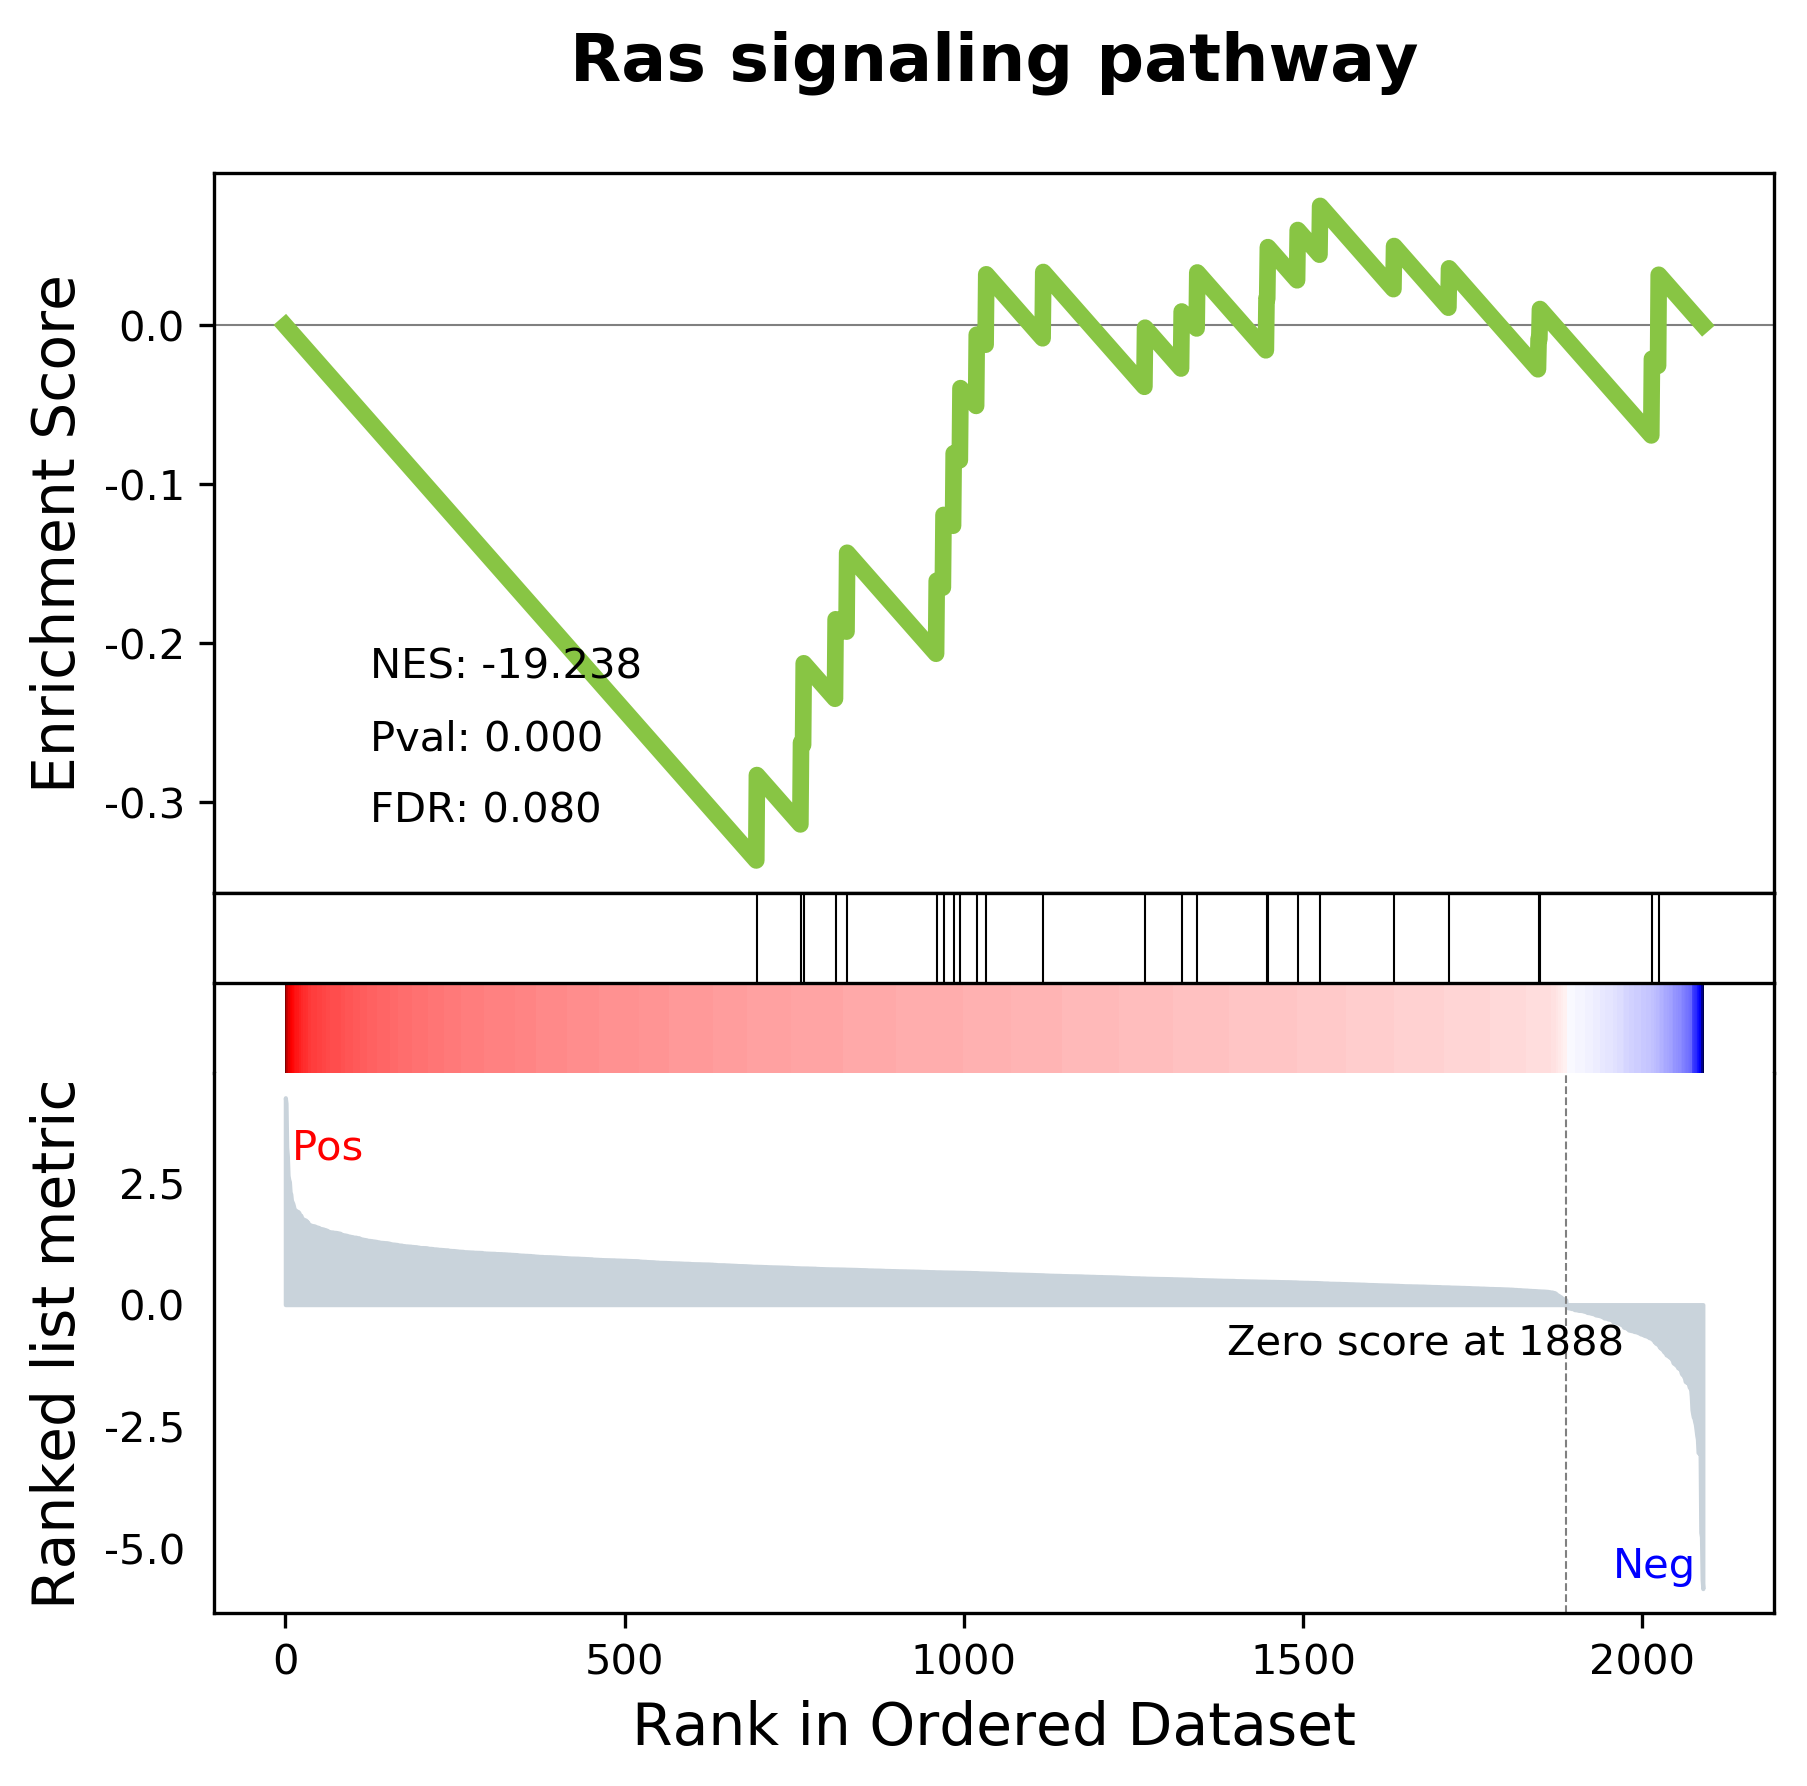 Ras signaling pathway
Enrichment Score
0.0
-0.1
-0.2
-0.3
NES: -19.238
Pval: 0.000
FDR: 0.080
Ranked list metric
2.5
0.0
-2.5
-5.0
Pos
Zero score at 1888
Neg
0 500 1000 1500 2000
Rank in Ordered Dataset